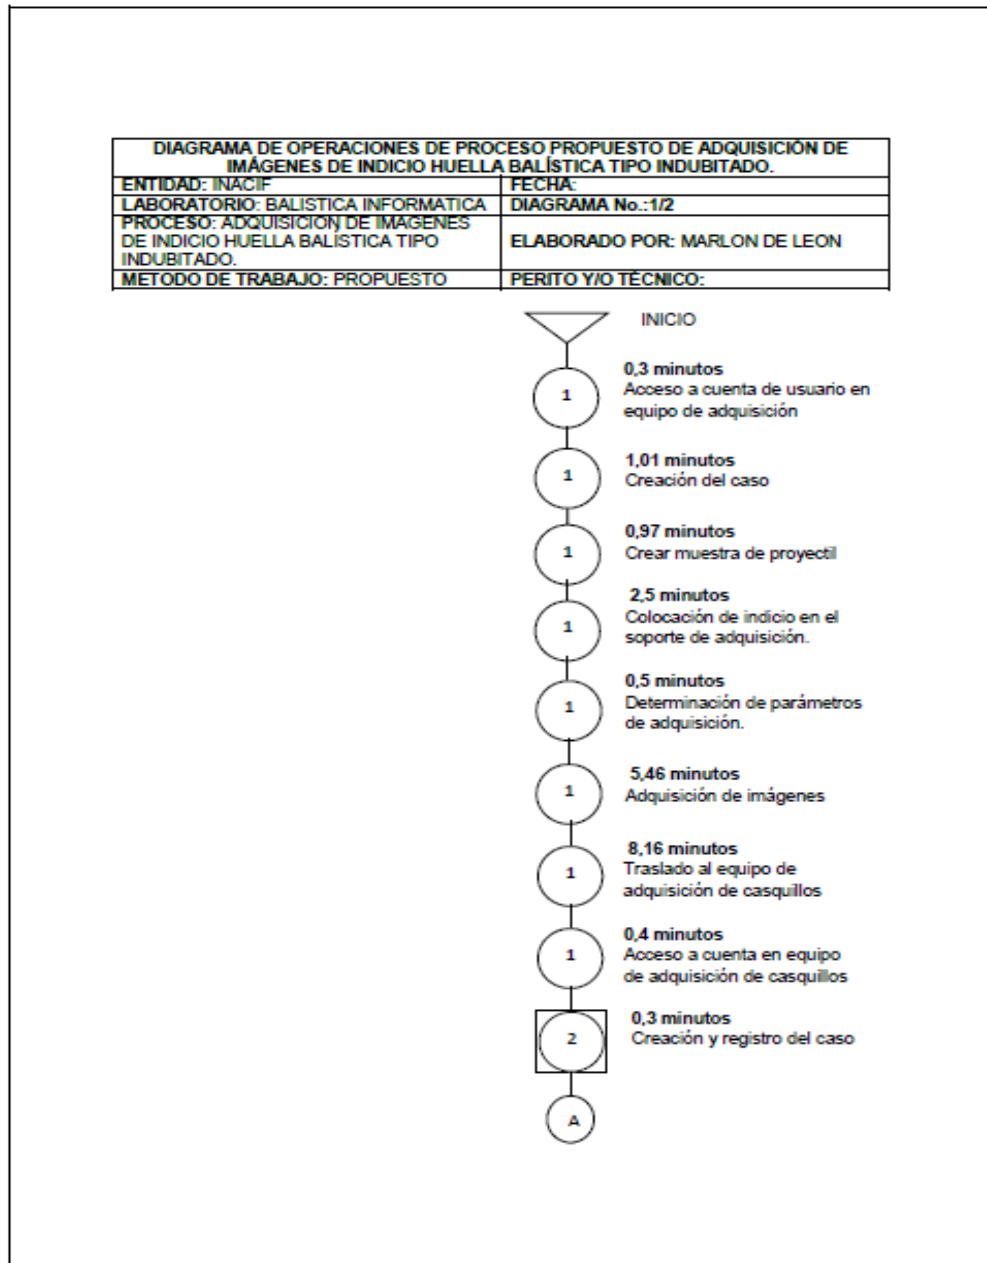 DIAGRAMA DE OPERACIONES DE PROCESO PROPUESTO DE ADQUISICIÓN DE
IMÁGENES DE INDICIO HUELLA BALÍSTICA TIPO INDUBITADO.
ENTIDAD: INACIF
FECHA:
LABORATORIO: BALISTICA INFORMATICA
DIAGRAMA No.:1/2
PROCESO: ADQUISICIÓN DE IMÁGENES
DE INDICIO HUELLA BALÍSTICA TIPO
INDUBITADO.
ELABORADO POR: MARLON DE LEON
METODO DE TRABAJO: PROPUESTO
PERITO Y/O TÉCNICO:
INICIO
0,3 minutos
1
Acceso a cuenta de usuario en
equipo de adquisición
1,01 minutos
1
Creación del caso
0,97 minutos
1
Crear muestra de proyectil
2,5 minutos
1
Colocación de indicio en el
soporte de adquisición.
0,5 minutos
1
Determinación de parámetros
de adquisición.
5,46 minutos
1
Adquisición de imágenes
8,16 minutos
1
Traslado al equipo de
adquisición de casquillos
0,4 minutos
1
Acceso a cuenta en equipo
de adquisición de casquillos
0,3 minutos
2
Creación y registro del caso
A